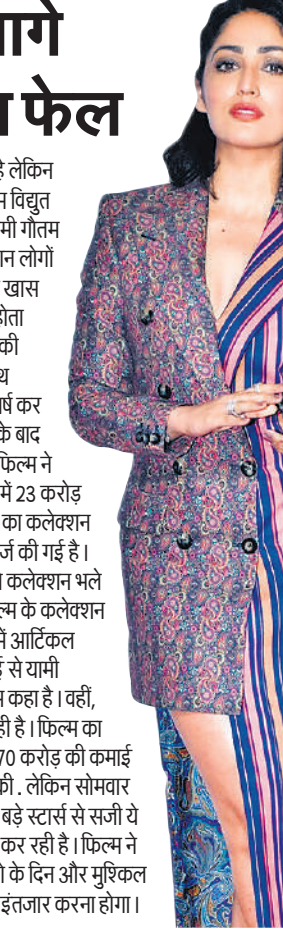 ागे
फेल
है लेकिन
म विद्युत
मी गौतम
न लोगों
खास
होता
की
थ
र्ष कर
के बाद
फिल्म ने
में 23 करोड़
का कलेक्शन
र्ज की गई है।
कलेक्शन भले
ल्म के कलेक्शन
में आर्टिकल
ई से यामी
म कहा है। वहीं,
ही है। फिल्म का
70 करोड़ की कमाई
की. लेकिन सोमवार
बड़े स्टार्स से सजी ये
कर रही है। फिल्म ने
के दिन और मुश्किल
इंतजार करना होगा।